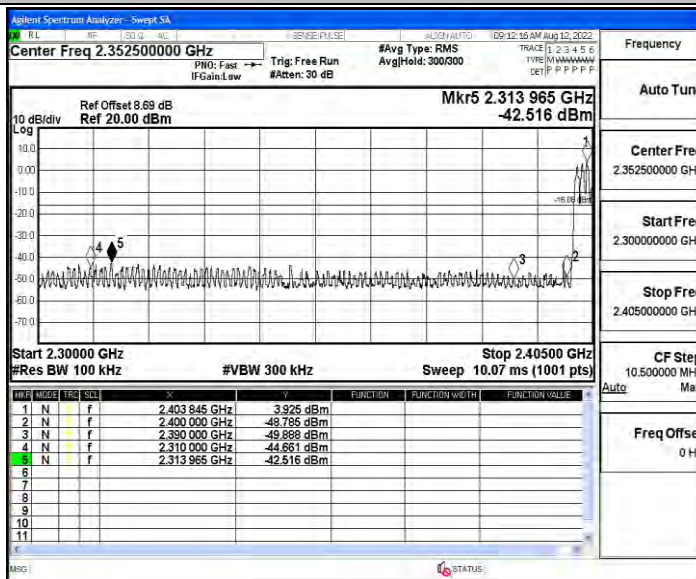 Agilent Spectrum Analyzer - Swept SA
RL RF 50 Ω AC SENSE:PULSE ALIGN AUTO 09:12:16 AM Aug 12, 2022
Center Freq 2.352500000 GHz
PNO: Fast
IFGain:Low
Trig: Free Run
#Atten: 30 dB
#Avg Type: RMS
Avg|Hold: 300/300
TRACE 1 2 3 4 5 6
TYPE M
DET P P P P P P
Frequency
Auto Tun
Center Fre
2.352500000 GH
Start Fre
2.300000000 GH
Stop Fre
2.405000000 GH
CF Step
10.500000 MH
Auto Ma
Freq Offse
0 H
Ref Offset 8.69 dB
Ref 20.00 dBm
10 dB/div
Log
Mkr5 2.313 965 GHz
-42.516 dBm
10.0
0.00
-10.0
-20.0
-30.0
-40.0
-50.0
-60.0
-70.0
1
2
3
4
5
Start 2.30000 GHz
Stop 2.40500 GHz
#Res BW 100 kHz
#VBW 300 kHz
Sweep 10.07 ms (1001 pts)
MKR MODE TRC SCL X Y FUNCTION FUNCTION WIDTH FUNCTION VALUE
1 N f 2.403 845 GHz 3.925 dBm
2 N f 2.400 000 GHz -48.785 dBm
3 N f 2.390 000 GHz -49.888 dBm
4 N f 2.310 000 GHz -44.661 dBm
5 N f 2.313 965 GHz -42.516 dBm
6
7
8
9
10
11
MSG STATUS